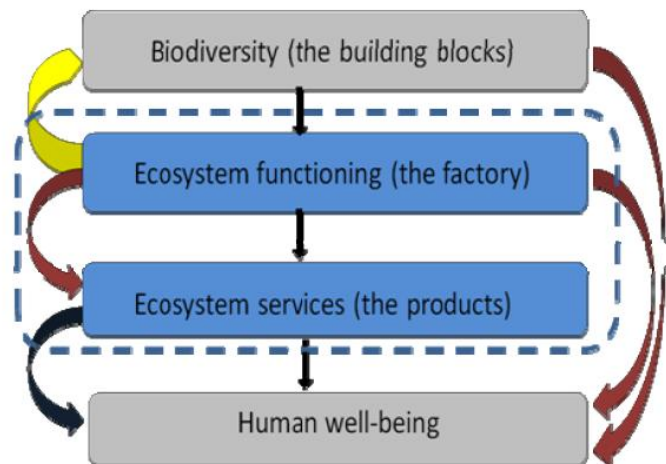 Biodiversity (the building blocks)
Ecosystem functioning (the factory)
Ecosystem services (the products)
Human well-being